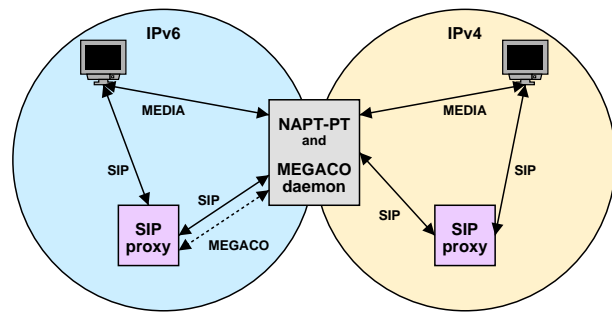 IPv6
IPv4
MEDIA
MEDIA
NAPT-PT
and
MEGACO
daemon
SIP
SIP
SIP
SIP
MEGACO
SIP
proxy
SIP
proxy